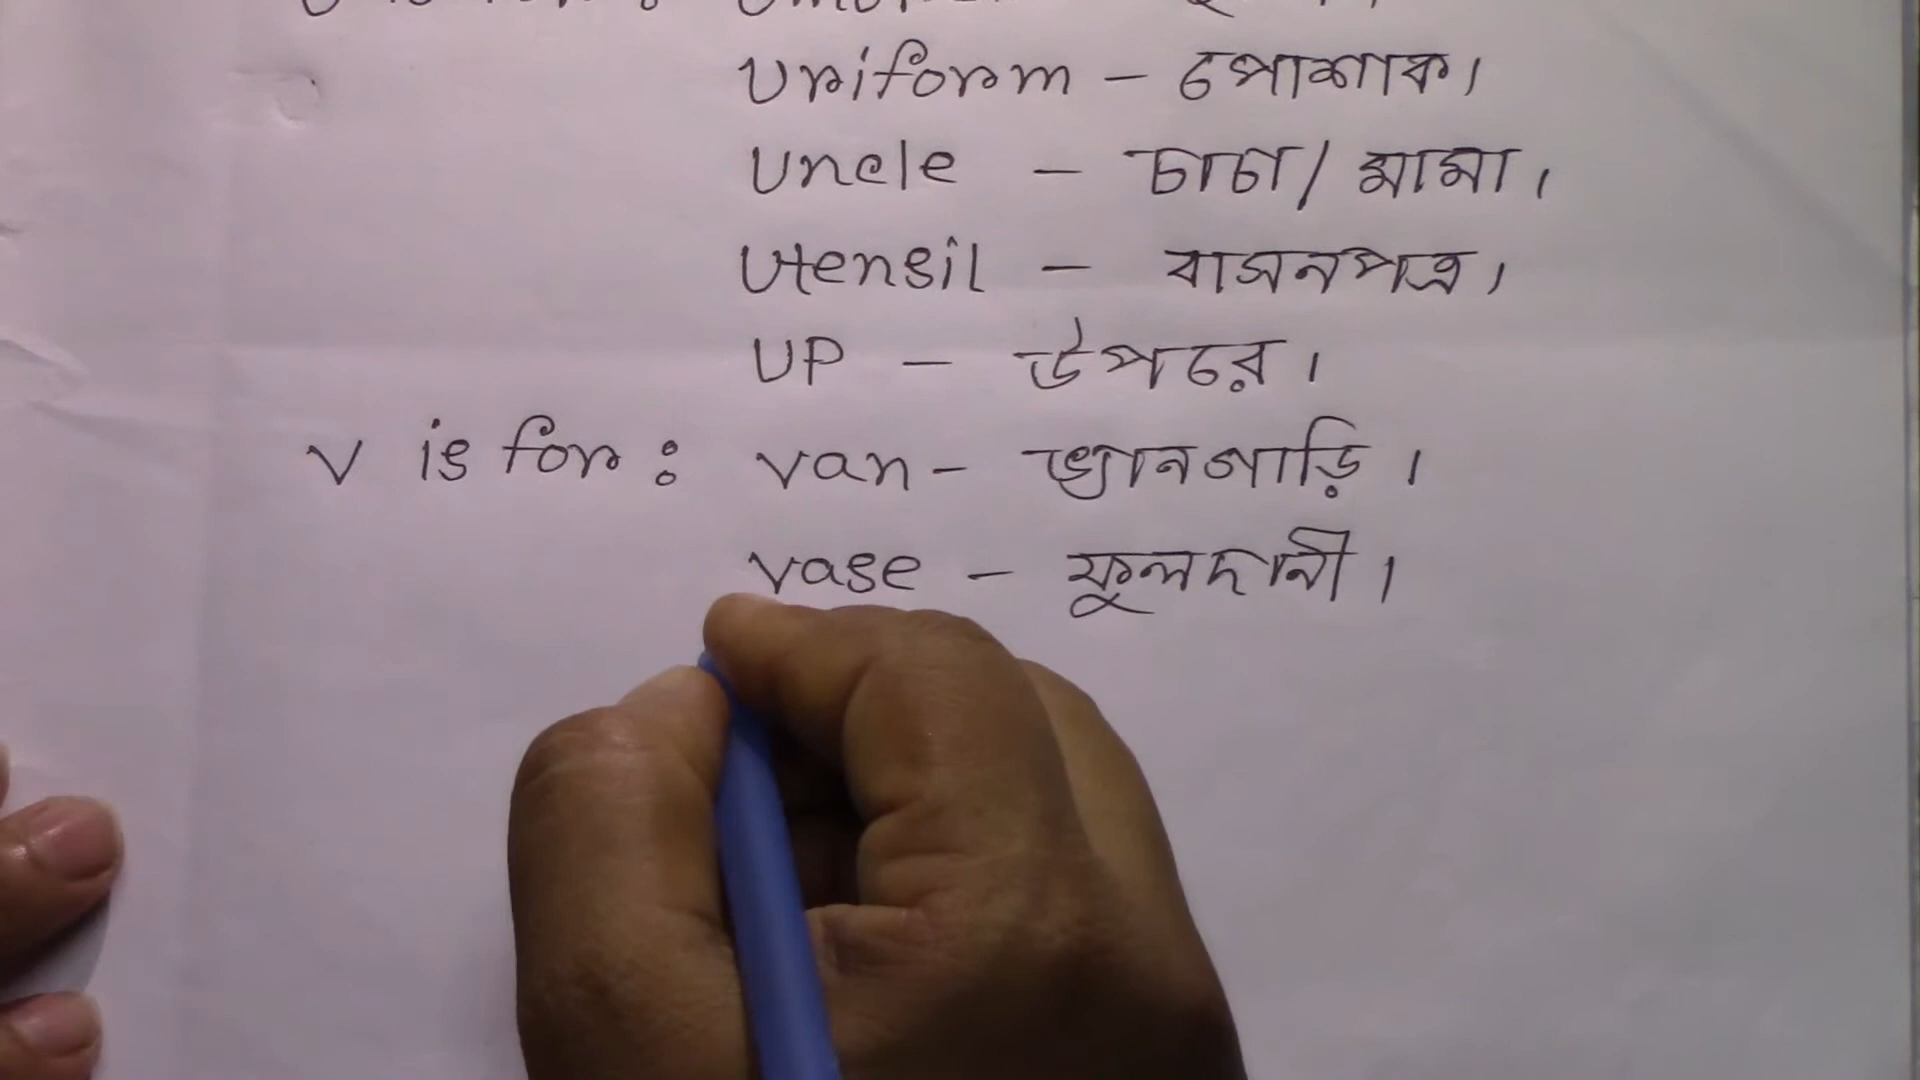 Uniform - পোশাক।
Uncle - চাচা/ মামা।
Utensil - বাসনপত্র।
UP - উপরে।
V is for : van - ভ্যানগাড়ি।
vase - ফুলদানী।